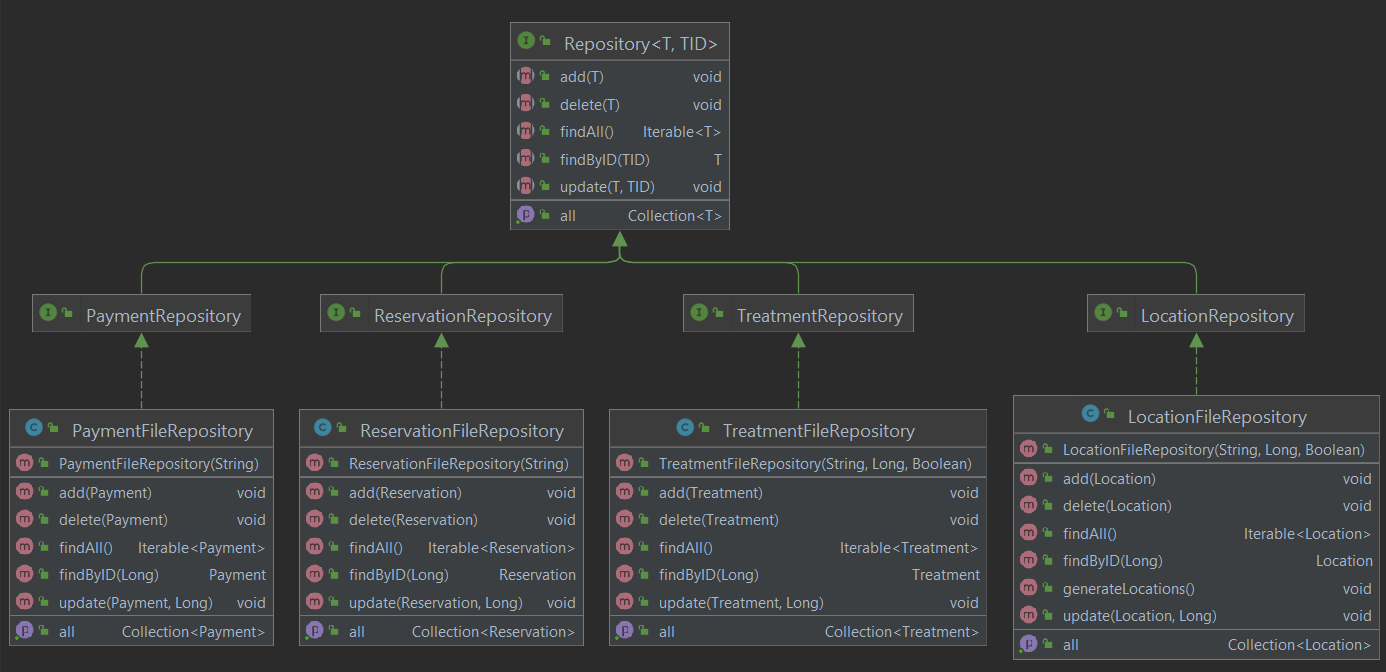 Repository<T, TID>
add(T) void
delete(T) void
findAll() Iterable<T>
findByID(TID) T
update(T, TID) void
all Collection<T>
PaymentRepository
ReservationRepository
TreatmentRepository
LocationRepository
PaymentFileRepository
PaymentFileRepository(String)
add(Payment) void
delete(Payment) void
findAll() Iterable<Payment>
findByID(Long) Payment
update(Payment, Long) void
all Collection<Payment>
ReservationFileRepository
ReservationFileRepository(String)
add(Reservation) void
delete(Reservation) void
findAll() Iterable<Reservation>
findByID(Long) Reservation
update(Reservation, Long) void
all Collection<Reservation>
TreatmentFileRepository
TreatmentFileRepository(String, Long, Boolean)
add(Treatment) void
delete(Treatment) void
findAll() Iterable<Treatment>
findByID(Long) Treatment
update(Treatment, Long) void
all Collection<Treatment>
LocationFileRepository
LocationFileRepository(String, Long, Boolean)
add(Location) void
delete(Location) void
findAll() Iterable<Location>
findByID(Long) Location
generateLocations() void
update(Location, Long) void
all Collection<Location>